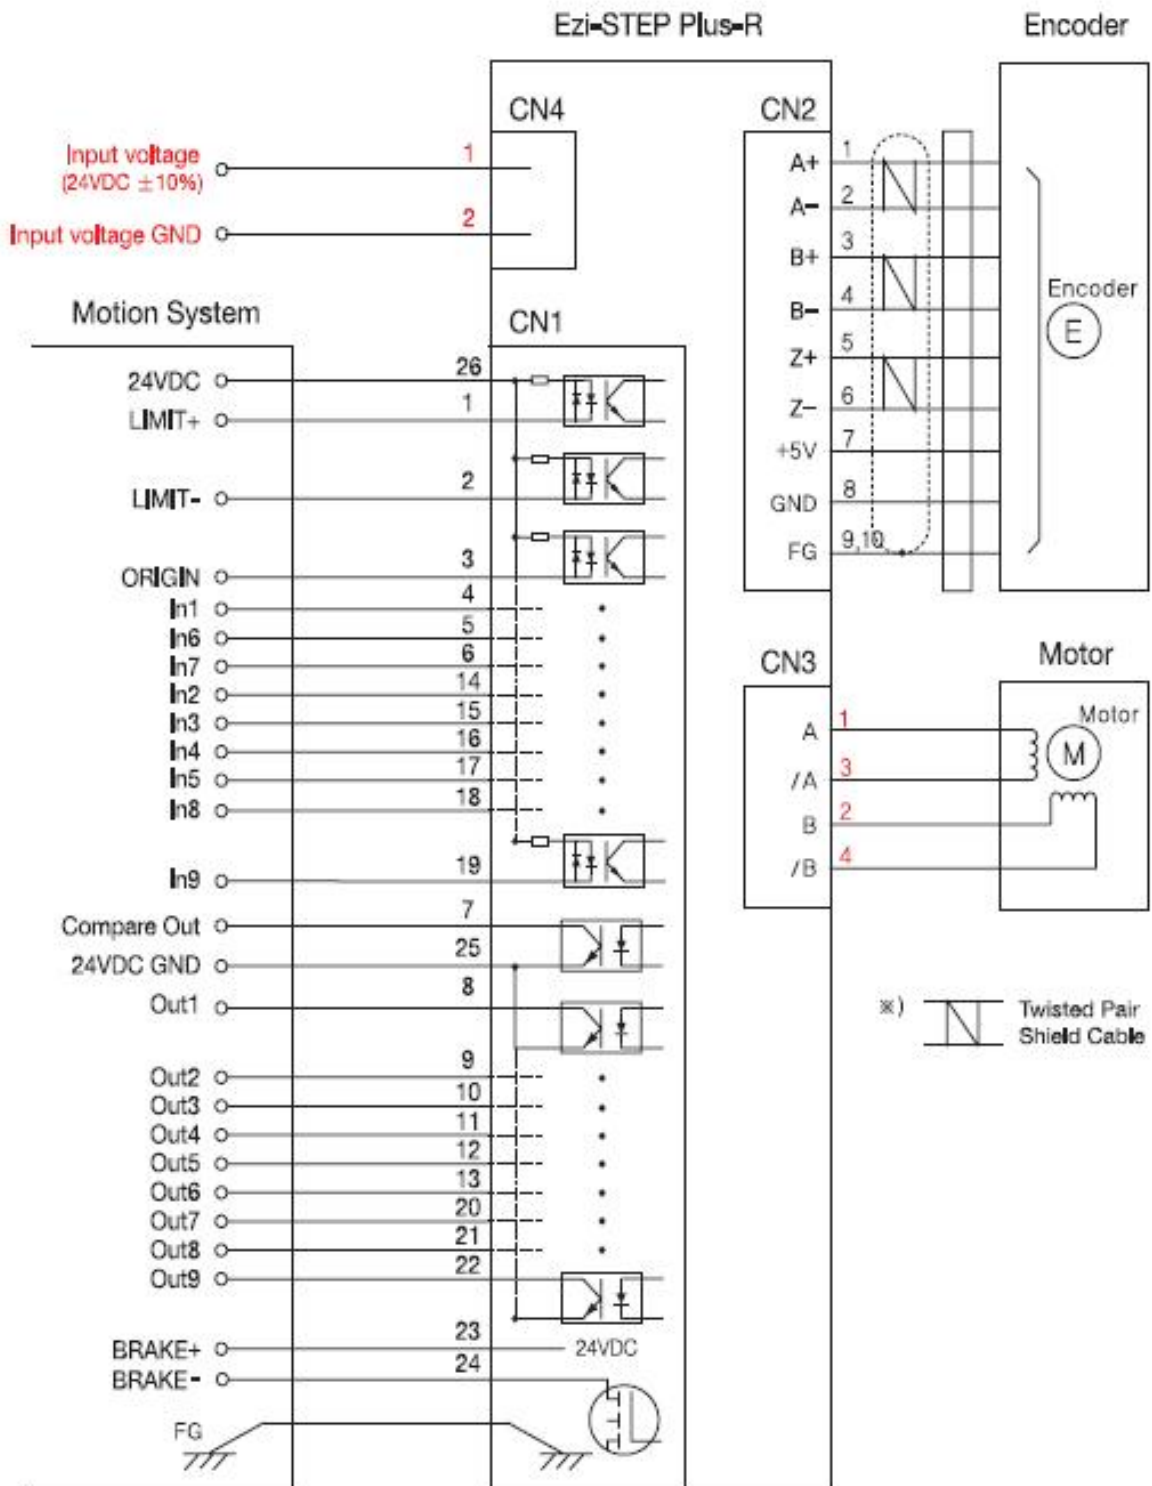 Ezi-STEP Plus-R
Encoder
CN4
CN2
Input voltage
(24VDC ±10%)
1
Input voltage GND
2
A+ 1
A- 2
B+ 3
B- 4
Z+ 5
Z- 6
+5V 7
GND 8
FG 9,10
Encoder
E
Motion System
CN1
24VDC 26
LIMIT+ 1
LIMIT- 2
ORIGIN 3
In1 4
In6 5
In7 6
In2 14
In3 15
In4 16
In5 17
In8 18
In9 19
Compare Out 7
24VDC GND 25
Out1 8
Out2 9
Out3 10
Out4 11
Out5 12
Out6 13
Out7 20
Out8 21
Out9 22
BRAKE+ 23 24VDC
BRAKE- 24
FG
CN3
Motor
A 1
/A 3
B 2
/B 4
Motor
M
※) Twisted Pair
Shield Cable